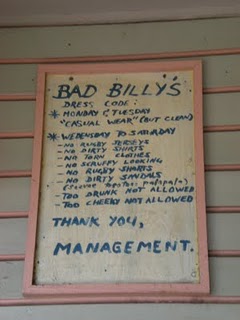 BAD BILLY'S
DRESS CODE:
* MONDAY & TUESDAY
"CASUAL WEAR" (BUT CLEAN)
* WEDENSDAY TO SATURDAY
- NO RUGBY JERSEYS
- NO DIRTY SHIRTS
- NO TORN CLOTHES
- NO SCRUFFY LOOKING
- NO RUGBY SHORTS
- NO DIRTY SANDALS
- TOO DRUNK NOT ALLOWED
- TOO CHEEKY NOT ALLOWED
THANK YOU,
MANAGEMENT.